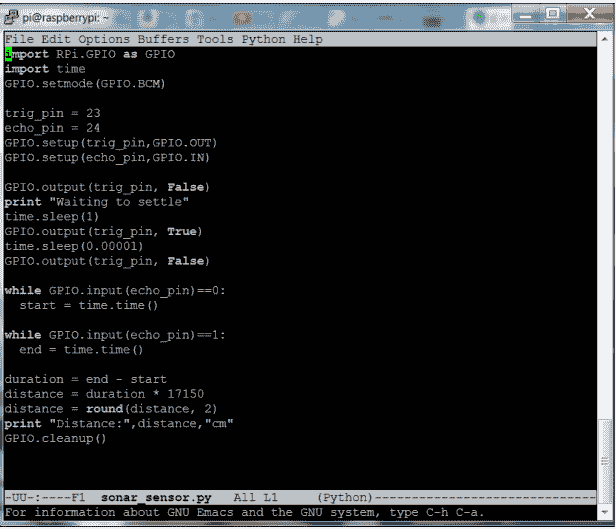 pi@raspberrypi: ~
File Edit Options Buffers Tools Python Help
import RPi.GPIO as GPIO
import time
GPIO.setmode(GPIO.BCM)
trig_pin = 23
echo_pin = 24
GPIO.setup(trig_pin,GPIO.OUT)
GPIO.setup(echo_pin,GPIO.IN)
GPIO.output(trig_pin, False)
print "Waiting to settle"
time.sleep(1)
GPIO.output(trig_pin, True)
time.sleep(0.00001)
GPIO.output(trig_pin, False)
while GPIO.input(echo_pin)==0:
  start = time.time()
while GPIO.input(echo_pin)==1:
  end = time.time()
duration = end - start
distance = duration * 17150
distance = round(distance, 2)
print "Distance:",distance,"cm"
GPIO.cleanup()
-UU-:----F1  sonar_sensor.py   All L1     (Python)------------------------------
For information about GNU Emacs and the GNU system, type C-h C-a.